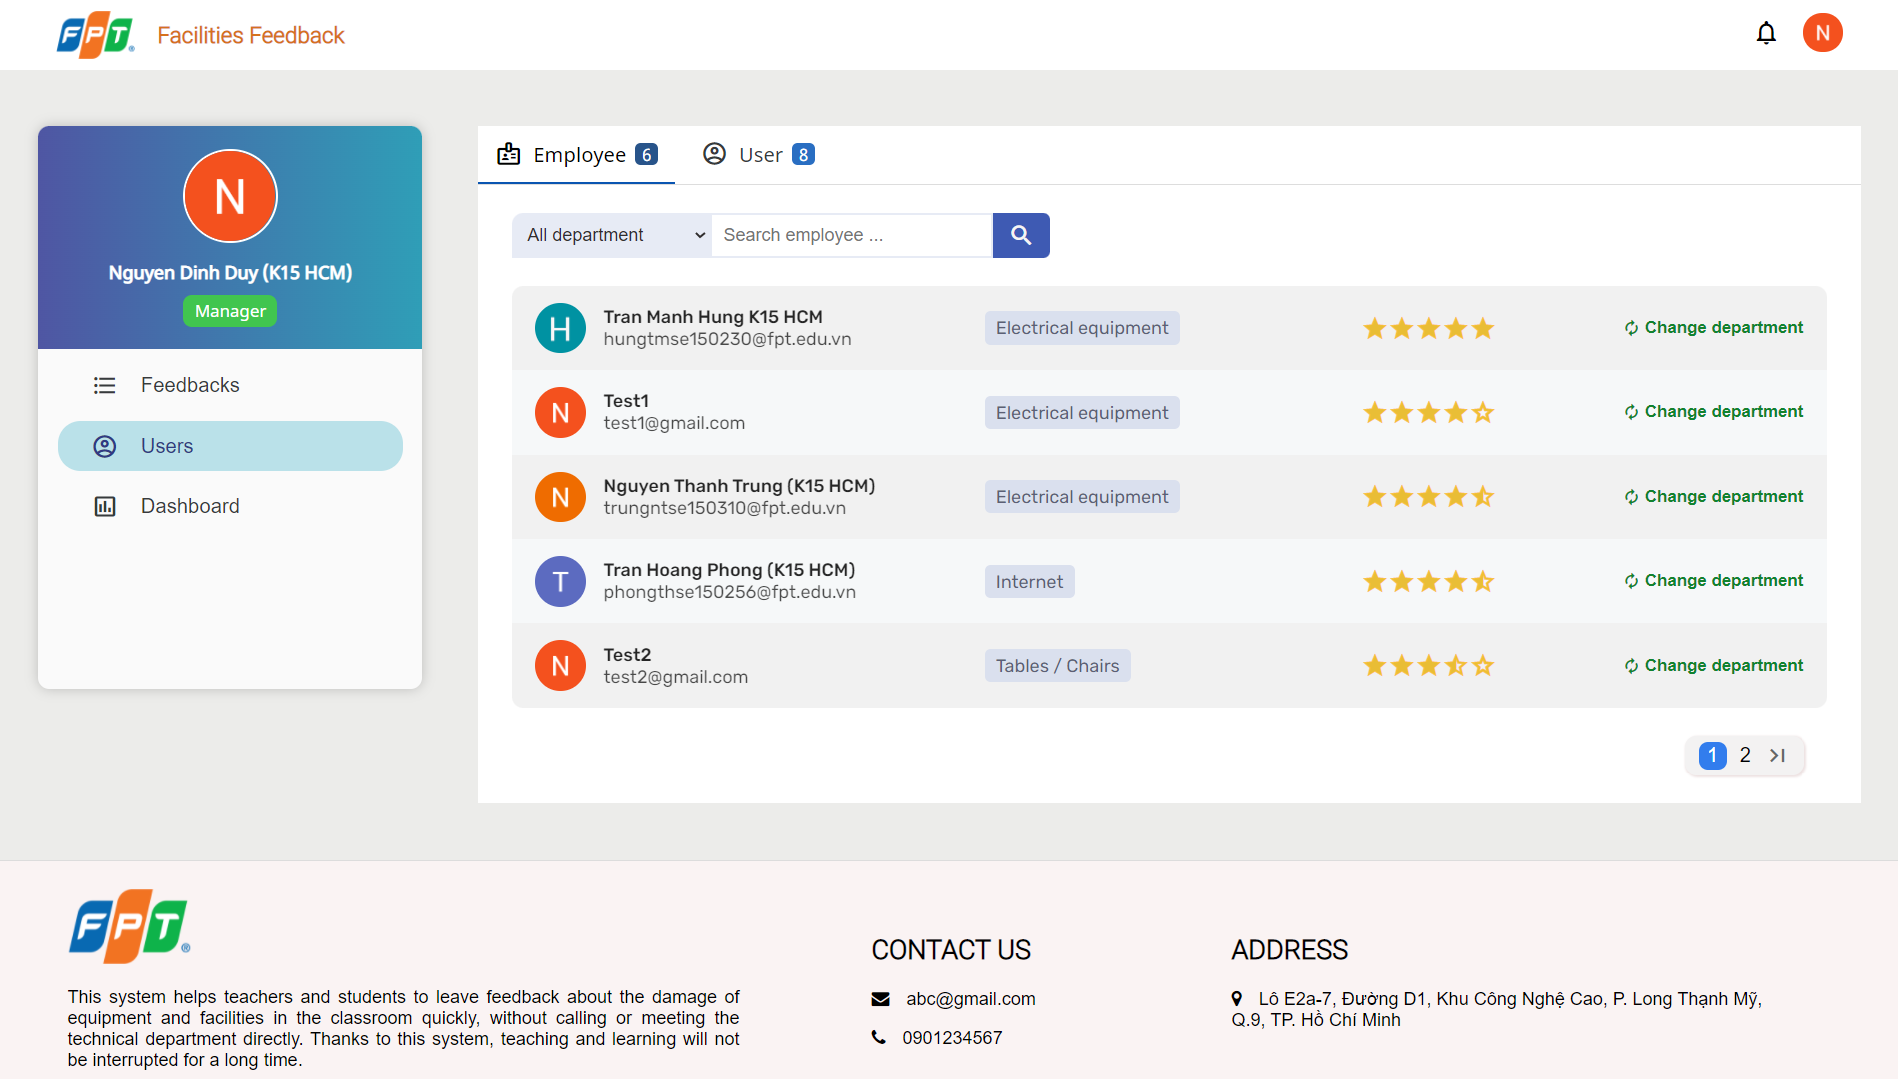 FPT® Facilities Feedback N
N
Nguyen Dinh Duy (K15 HCM)
Manager
Feedbacks
Users
Dashboard
Employee 6 User 8
All department Search employee ...
H Tran Manh Hung K15 HCM
hungtmse150230@fpt.edu.vn
Electrical equipment
Change department
N Test1
test1@gmail.com
Electrical equipment
Change department
N Nguyen Thanh Trung (K15 HCM)
trungntse150310@fpt.edu.vn
Electrical equipment
Change department
T Tran Hoang Phong (K15 HCM)
phongthse150256@fpt.edu.vn
Internet
Change department
N Test2
test2@gmail.com
Tables / Chairs
Change department
1 2
FPT®
This system helps teachers and students to leave feedback about the damage of
equipment and facilities in the classroom quickly, without calling or meeting the
technical department directly. Thanks to this system, teaching and learning will not
be interrupted for a long time.
CONTACT US
abc@gmail.com
0901234567
ADDRESS
Lô E2a-7, Đường D1, Khu Công Nghệ Cao, P. Long Thạnh Mỹ,
Q.9, TP. Hồ Chí Minh